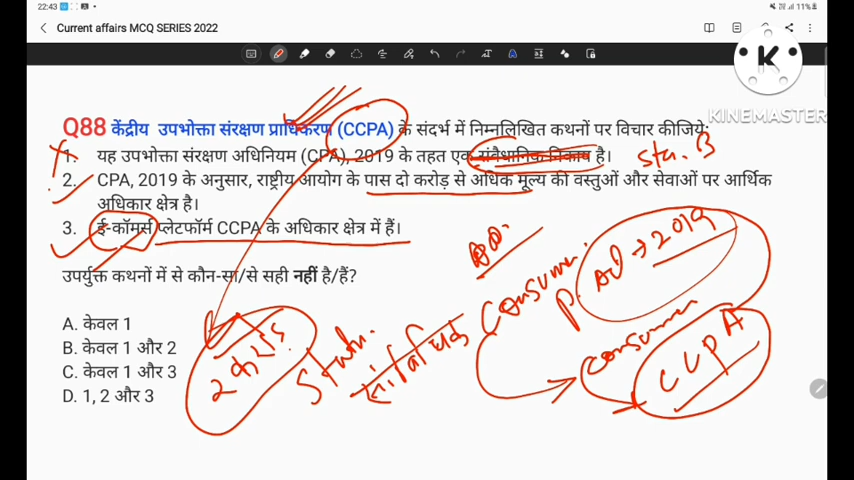 22:43
11%
Current affairs MCQ SERIES 2022
K
KINEMASTER
Q88 केंद्रीय उपभोक्ता संरक्षण प्राधिकरण (CCPA) के संदर्भ में निम्नलिखित कथनों पर विचार कीजिये:
1. यह उपभोक्ता संरक्षण अधिनियम (CPA), 2019 के तहत एक संवैधानिक निकाय है।
Sta. B
2. CPA, 2019 के अनुसार, राष्ट्रीय आयोग के पास दो करोड़ से अधिक मूल्य की वस्तुओं और सेवाओं पर आर्थिक
अधिकार क्षेत्र है।
3. ई-कॉमर्स प्लेटफॉर्म CCPA के अधिकार क्षेत्र में हैं।
उपर्युक्त कथनों में से कौन-सा/से सही नहीं है/हैं?
Consumer
P. Act → 2019
A. केवल 1
B. केवल 1 और 2
C. केवल 1 और 3
D. 1, 2 और 3
2 करोड़
Consumer
CCPA